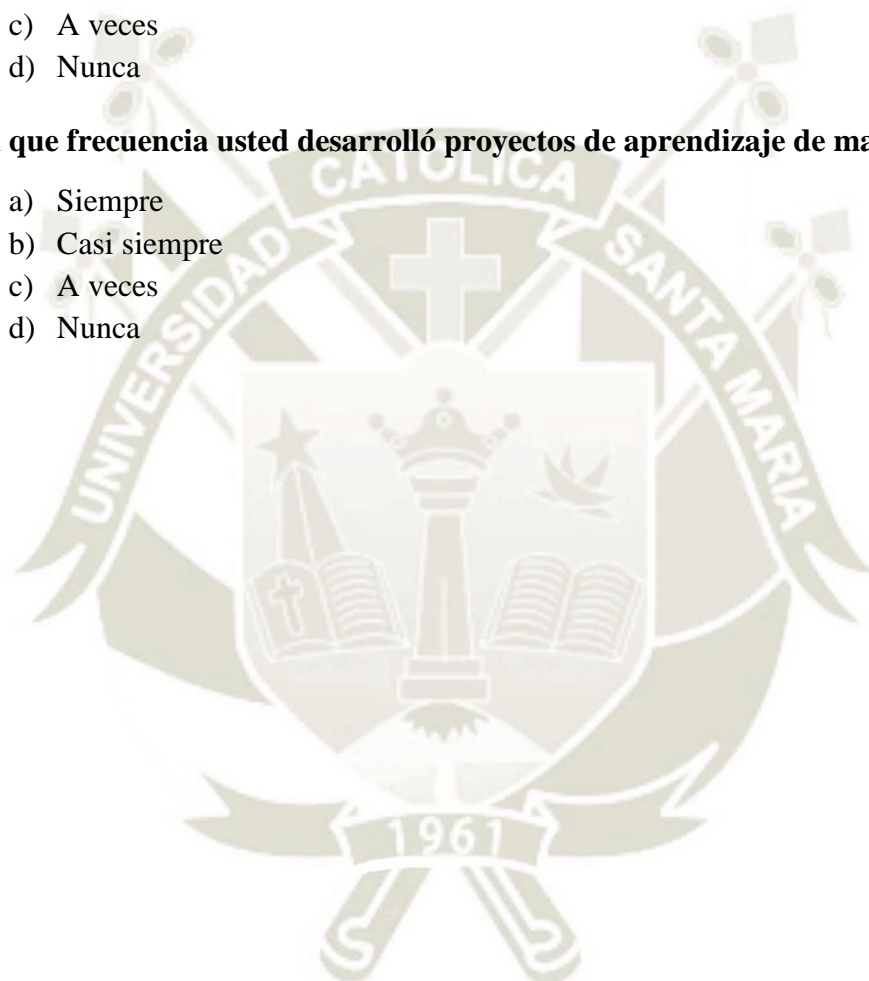 c) A veces
d) Nunca
que frecuencia usted desarrolló proyectos de aprendizaje de
a) Siempre
b) Casi siempre
c) A veces
d) Nunca
UNIVERSIDAD CATOLICA SANTA MARIA
1961